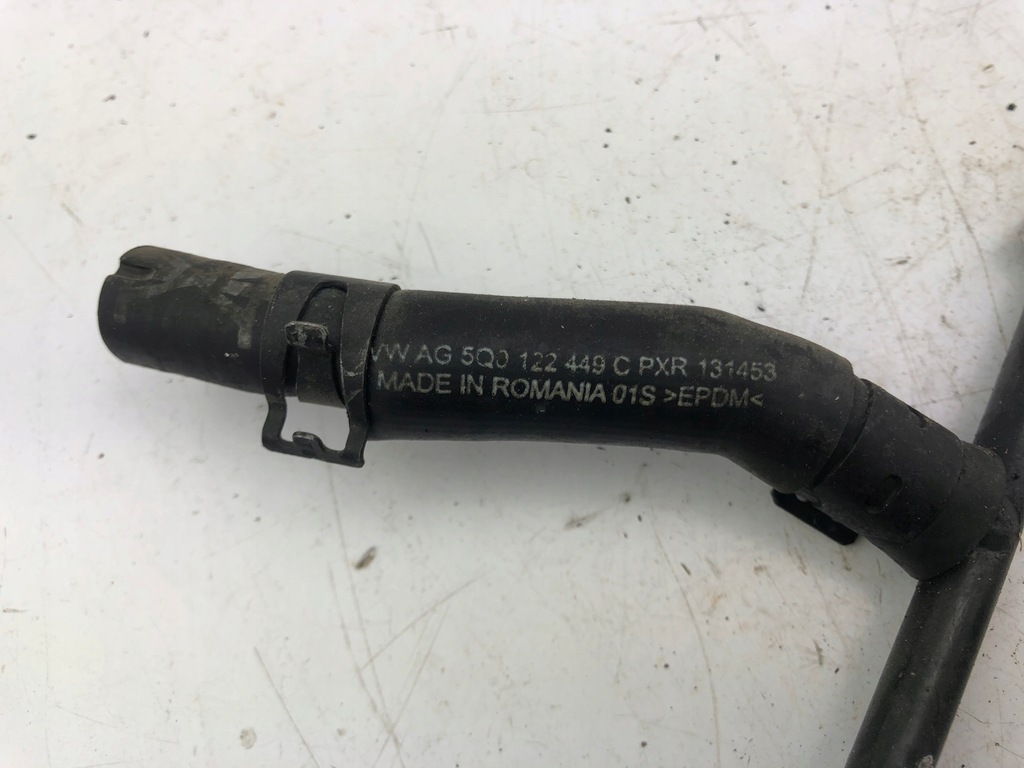 VW AG 5Q0 122 449 C PXR 131453
MADE IN ROMANIA 01S >EPDM<